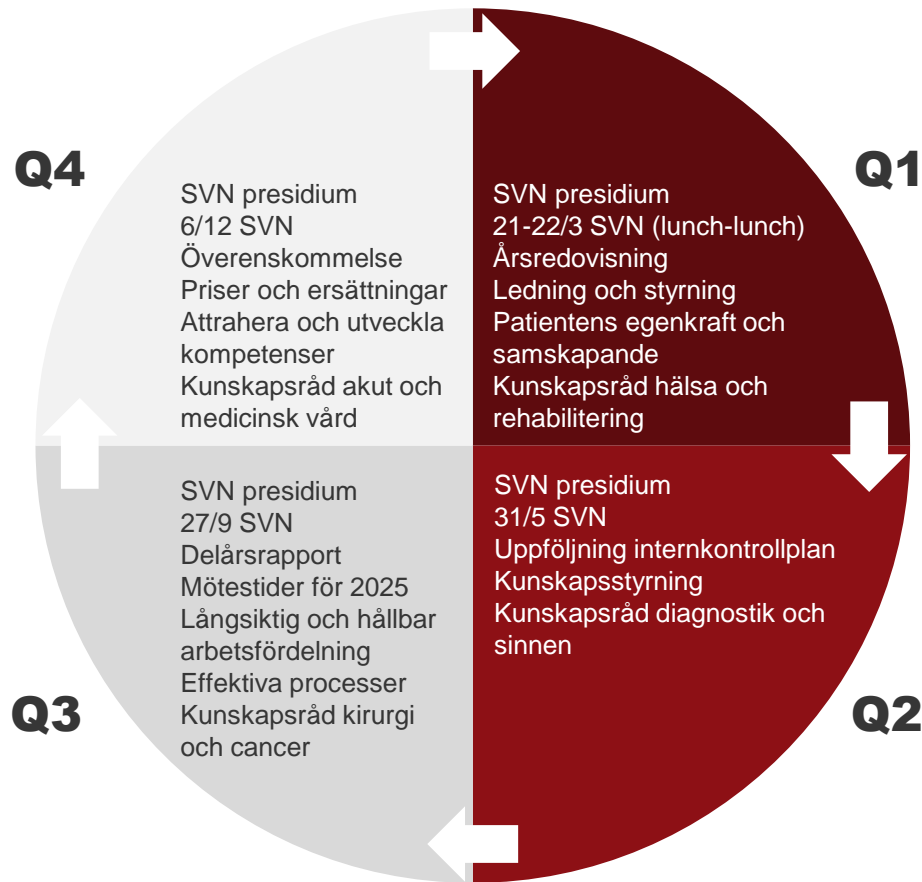 Q4
SVN presidium
6/12 SVN
Överenskommelse
Priser och ersättningar
Attrahera och utveckla
kompetenser
Kunskapsråd akut och
medicinsk vård
Q1
SVN presidium
21-22/3 SVN (lunch-lunch)
Årsredovisning
Ledning och styrning
Patientens egenkraft och
samskapande
Kunskapsråd hälsa och
rehabilitering
Q3
SVN presidium
27/9 SVN
Delårsrapport
Mötestider för 2025
Långsiktig och hållbar
arbetsfördelning
Effektiva processer
Kunskapsråd kirurgi
och cancer
Q2
SVN presidium
31/5 SVN
Uppföljning internkontrollplan
Kunskapsstyrning
Kunskapsråd diagnostik och
sinnen